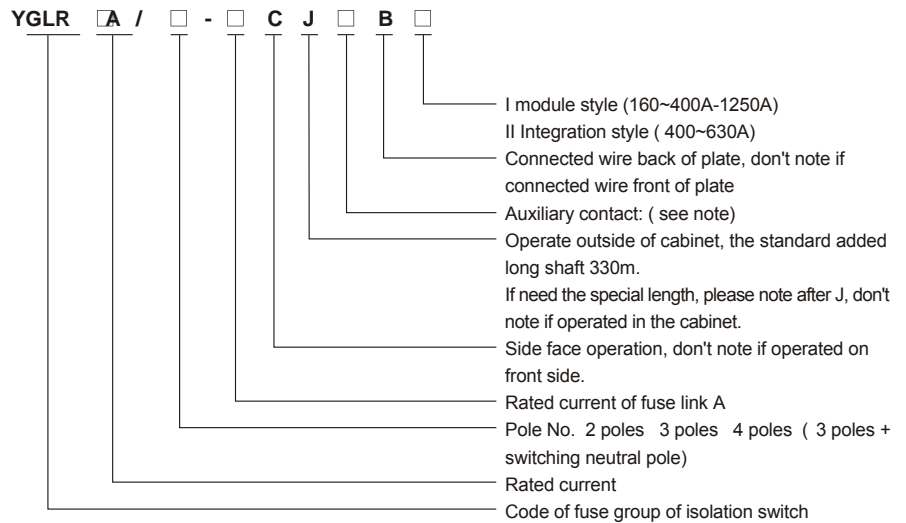 YGLR □A / □ - □ C J □ B □
I module style (160~400A-1250A)
II Integration style ( 400~630A)
Connected wire back of plate, don't note if
connected wire front of plate
Auxiliary contact: ( see note)
Operate outside of cabinet, the standard added
long shaft 330m.
If need the special length, please note after J, don't
note if operated in the cabinet.
Side face operation, don't note if operated on
front side.
Rated current of fuse link A
Pole No. 2 poles 3 poles 4 poles ( 3 poles +
switching neutral pole)
Rated current
Code of fuse group of isolation switch